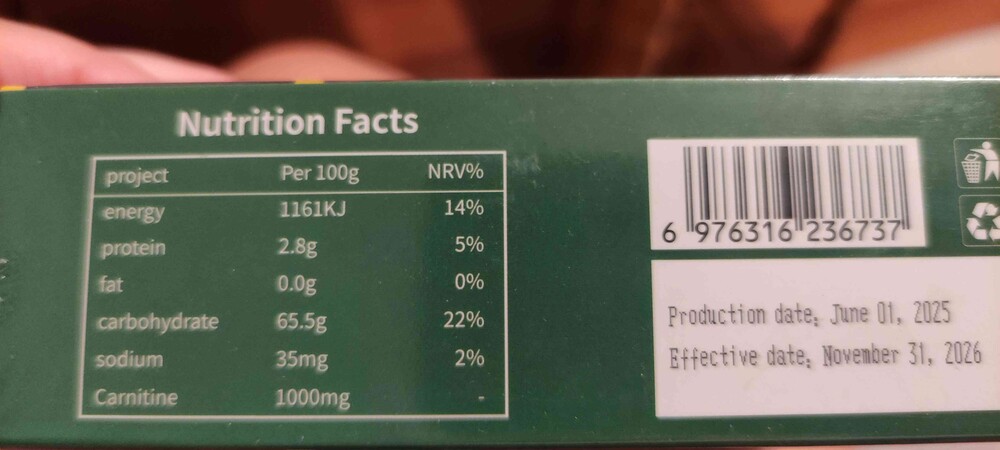 Nutrition Facts
project Per 100g NRV%
energy 1161KJ 14%
protein 2.8g 5%
fat 0.0g 0%
carbohydrate 65.5g 22%
sodium 35mg 2%
Carnitine 1000mg -
6 976316 236737
Production date: June 01, 2025
Effective date: November 31, 2026